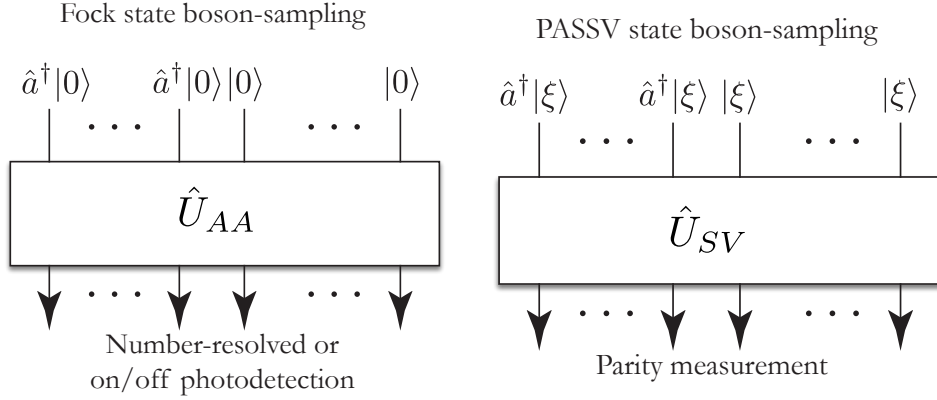 Fock state boson-sampling
â†|0⟩ ... â†|0⟩ |0⟩ ... |0⟩
Û_AA
Number-resolved or
on/off photodetection
PASSV state boson-sampling
â†|ξ⟩ ... â†|ξ⟩ |ξ⟩ ... |ξ⟩
Û_SV
Parity measurement